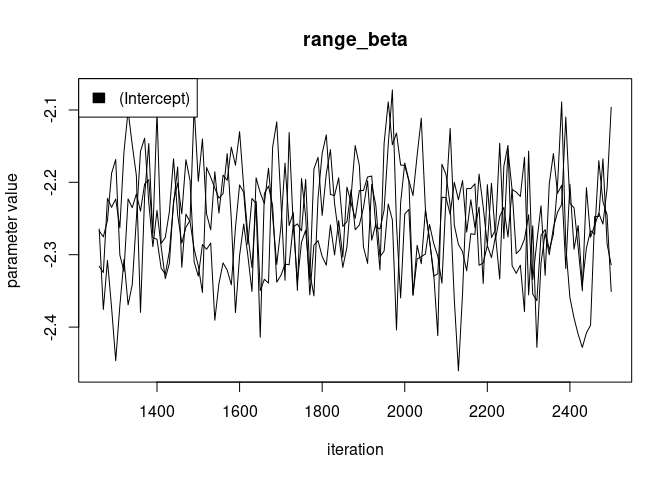 range_beta
(Intercept)
-2.1
-2.2
-2.3
-2.4
parameter value
1400 1600 1800 2000 2200 2400
iteration